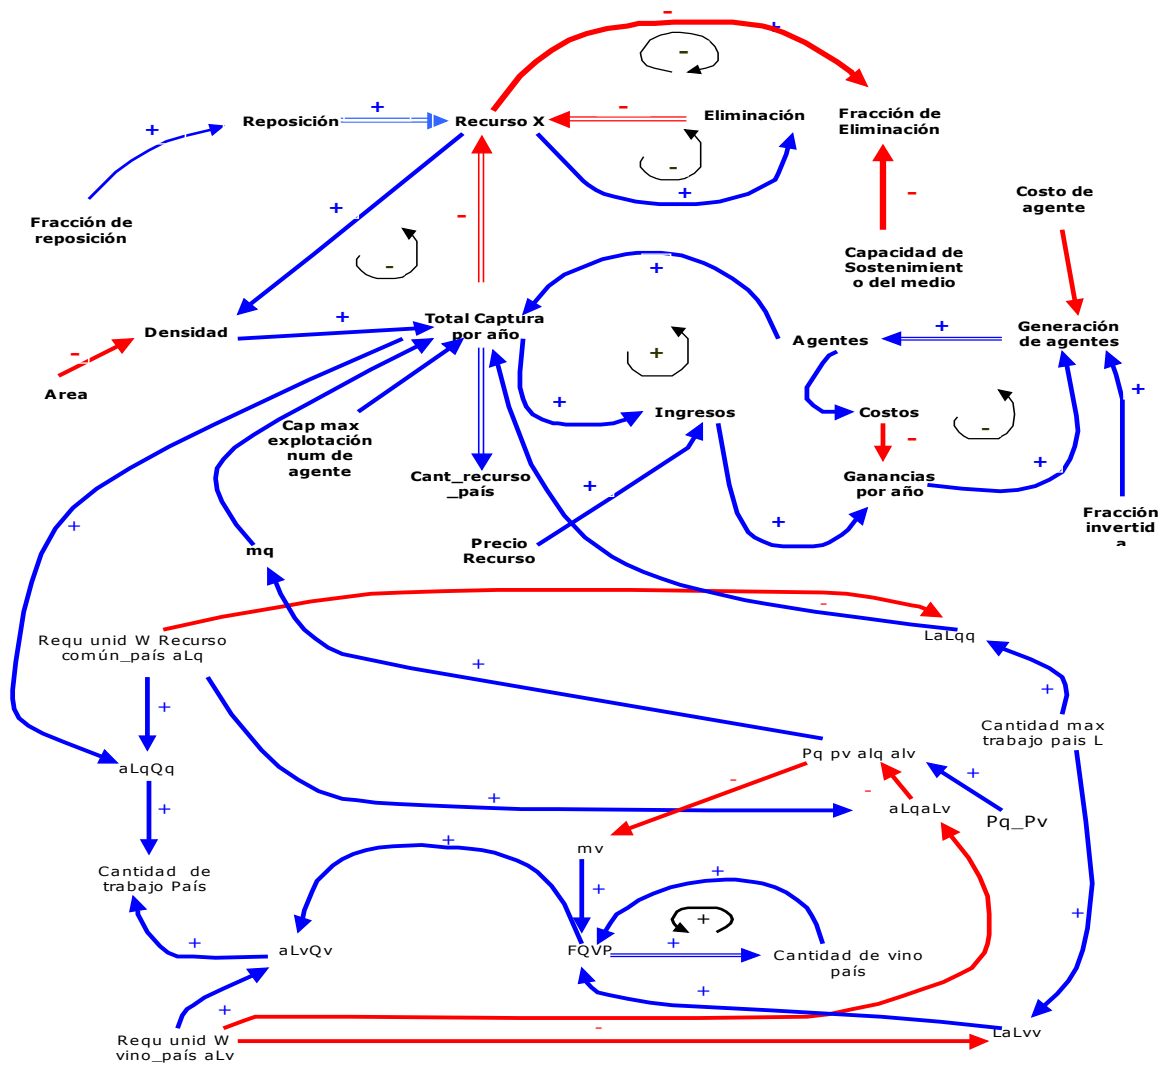 -
+
-
+
Reposición
+
Recurso X
-
Eliminación
Fracción de
Eliminación
+
-
+
-
Costo de
agente
Fracción de
reposición
+
-
-
Capacidad de
Sostenimient
o del medio
+
Densidad
+
Total Captura
por año
Agentes
+
Generación
de agentes
-
Area
+
+
Cap max
explotación
num de
agente
+
Ingresos
Costos
-
-
Cant_recurso
_país
+
Ganancias
por año
+
+
Fracción
invertid
a
Precio
Recurso
+
+
mq
-
Requ unid W Recurso
común_país aLq
LaLqq
+
+
+
Cantidad max
trabajo pais L
Pq pv alq alv
aLqQq
-
-
+
+
+
aLqaLv
Pq_Pv
+
mv
Cantidad de
trabajo País
+
+
+
+
+
aLvQv
FQVP
+
Cantidad de vino
país
+
+
Requ unid W
vino_país aLv
-
LaLvv